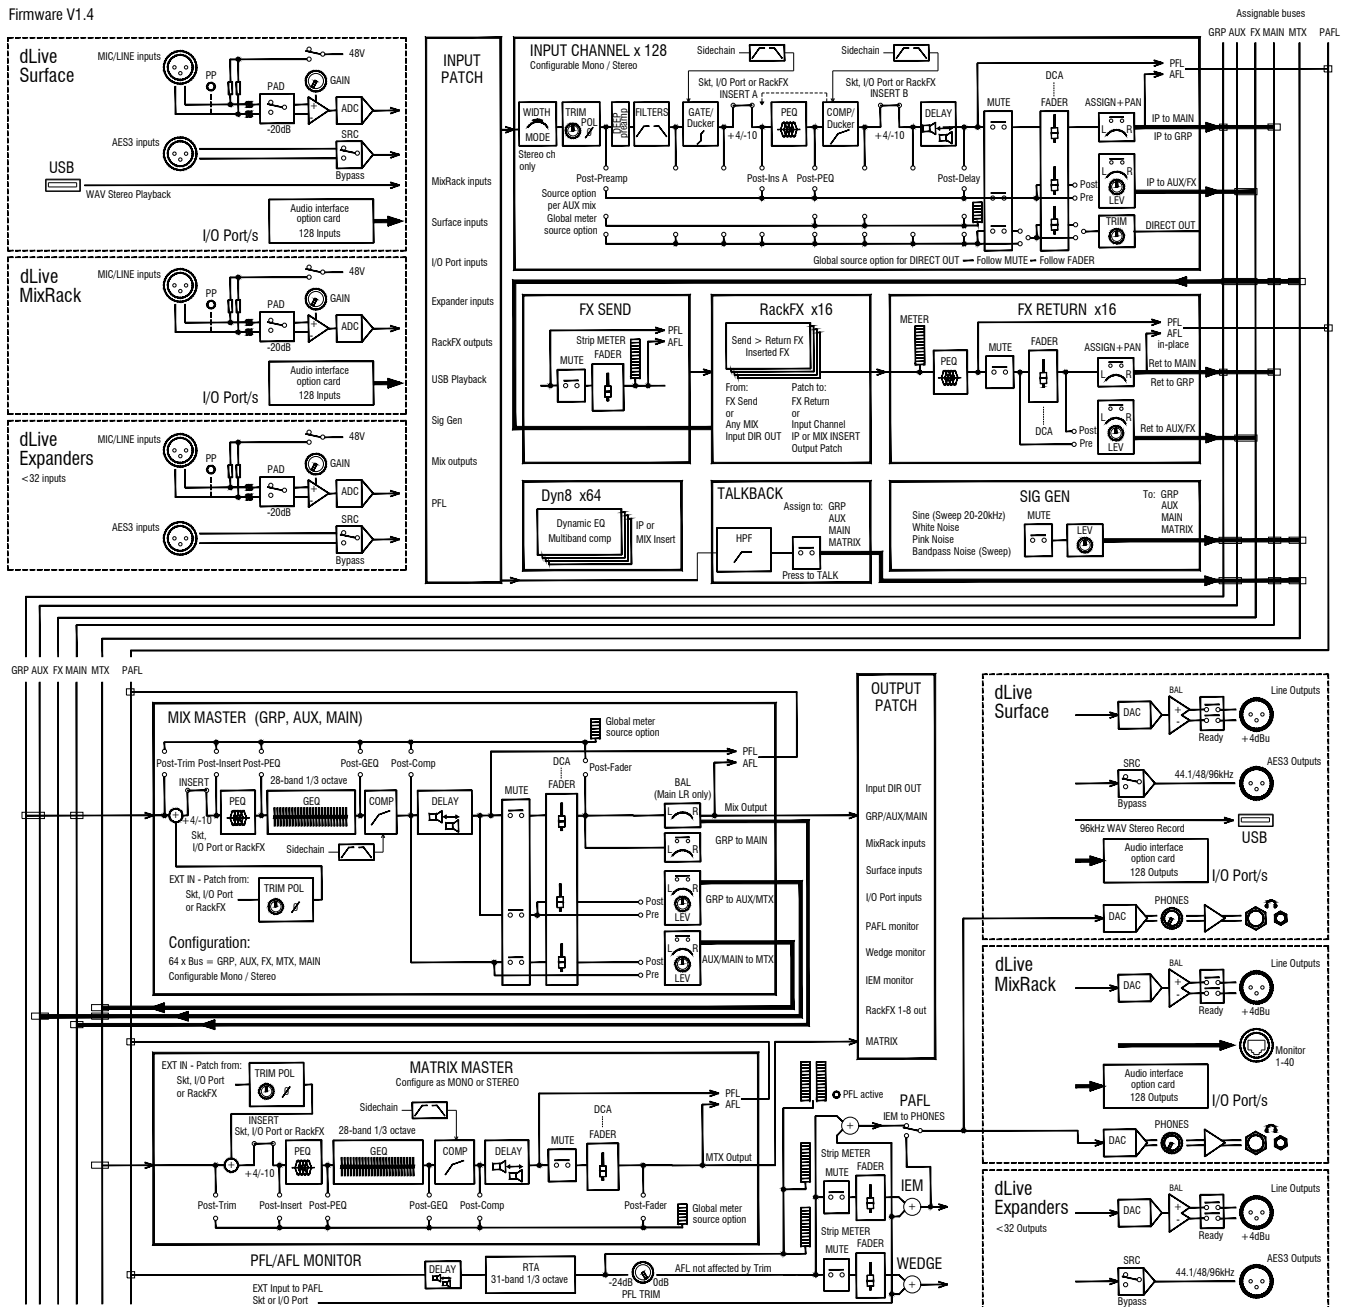 Firmware V1.4
Assignable buses
GRP AUX FX MAIN MTX PAFL
dLive
Surface
MIC/LINE inputs
PP
48V
GAIN
PAD
-20dB
ADC
AES3 inputs
SRC
Bypass
USB
WAV Stereo Playback
Audio interface
option card
128 Inputs
I/O Port/s
dLive
MixRack
MIC/LINE inputs
PP
48V
GAIN
PAD
-20dB
ADC
Audio interface
option card
128 Inputs
I/O Port/s
dLive
Expanders
<32 inputs
MIC/LINE inputs
PP
48V
GAIN
PAD
-20dB
ADC
AES3 inputs
SRC
Bypass
INPUT
PATCH
MixRack inputs
Surface inputs
I/O Port inputs
Expander inputs
RackFX outputs
USB Playback
Sig Gen
Mix outputs
PFL
INPUT CHANNEL x 128
Configurable Mono / Stereo
Sidechain
Sidechain
Skt, I/O Port or RackFX
INSERT A
Skt, I/O Port or RackFX
INSERT B
WIDTH
MODE
Stereo ch
only
TRIM
POL
DEEP
preamp
FILTERS
GATE/
Ducker
+4/-10
PEQ
COMP/
Ducker
+4/-10
DELAY
MUTE
DCA
FADER
ASSIGN+PAN
L R
PFL
AFL
IP to MAIN
IP to GRP
Post-Preamp
Post-Ins A
Post-PEQ
Post-Delay
Source option
per AUX mix
Global meter
source option
Post
Pre
L R
LEV
IP to AUX/FX
TRIM
DIRECT OUT
Global source option for DIRECT OUT
Follow MUTE
Follow FADER
FX SEND
PFL
AFL
Strip METER
FADER
MUTE
RackFX x16
Send > Return FX
Inserted FX
From:
FX Send
or
Any MIX
Input DIR OUT
Patch to:
FX Return
or
Input Channel
IP or MIX INSERT
Output Patch
FX RETURN x16
METER
PEQ
MUTE
FADER
DCA
ASSIGN+PAN
L R
PFL
AFL
in-place
Ret to MAIN
Ret to GRP
Post
Pre
L R
LEV
Ret to AUX/FX
Dyn8 x64
Dynamic EQ
Multiband comp
IP or
MIX Insert
TALKBACK
Assign to: GRP
AUX
MAIN
MATRIX
HPF
Press to TALK
SIG GEN
Sine (Sweep 20-20kHz)
White Noise
Pink Noise
Bandpass Noise (Sweep)
MUTE
LEV
To: GRP
AUX
MAIN
MATRIX
GRP AUX FX MAIN MTX PAFL
MIX MASTER (GRP, AUX, MAIN)
Global meter
source option
Post-Trim
Post-Insert
Post-PEQ
Post-GEQ
Post-Comp
Post-Fader
INSERT
+4/-10
Skt,
I/O Port or RackFX
PEQ
28-band 1/3 octave
GEQ
COMP
DELAY
Sidechain
MUTE
DCA
FADER
PFL
AFL
BAL
(Main LR only)
L R
Mix Output
L R
GRP to MAIN
Post
Pre
L R
LEV
GRP to AUX/MTX
Post
Pre
L R
LEV
AUX/MAIN to MTX
EXT IN - Patch from:
Skt, I/O Port
or RackFX
TRIM POL
Configuration:
64 x Bus = GRP, AUX, FX, MTX, MAIN
Configurable Mono / Stereo
OUTPUT
PATCH
Input DIR OUT
GRP/AUX/MAIN
MixRack inputs
Surface inputs
I/O Port inputs
PAFL monitor
Wedge monitor
IEM monitor
RackFX 1-8 out
MATRIX
MATRIX MASTER
Configure as MONO or STEREO
EXT IN - Patch from:
Skt, I/O Port
or RackFX
TRIM POL
INSERT
Skt, I/O Port or RackFX
+4/-10
Sidechain
PEQ
28-band 1/3 octave
GEQ
COMP
DELAY
MUTE
DCA
FADER
PFL
AFL
MTX Output
Post-Trim
Post-Insert
Post-PEQ
Post-GEQ
Post-Comp
Post-Fader
Global meter
source option
PFL/AFL MONITOR
DELAY
RTA
31-band 1/3 octave
-24dB 0dB
PFL TRIM
AFL not affected by Trim
EXT Input to PAFL
Skt or I/O Port
PFL active
PAFL
IEM to PHONES
Strip METER
MUTE
FADER
IEM
Strip METER
MUTE
FADER
WEDGE
dLive
Surface
DAC
BAL
Ready
Line Outputs
+4dBu
SRC
Bypass
44.1/48/96kHz
AES3 Outputs
96kHz WAV Stereo Record
USB
Audio interface
option card
128 Outputs
I/O Port/s
DAC
PHONES
dLive
MixRack
DAC
BAL
Ready
Line Outputs
+4dBu
Monitor
1-40
Audio interface
option card
128 Outputs
I/O Port/s
DAC
PHONES
dLive
Expanders
<32 Outputs
DAC
BAL
Ready
Line Outputs
+4dBu
SRC
Bypass
44.1/48/96kHz
AES3 Outputs